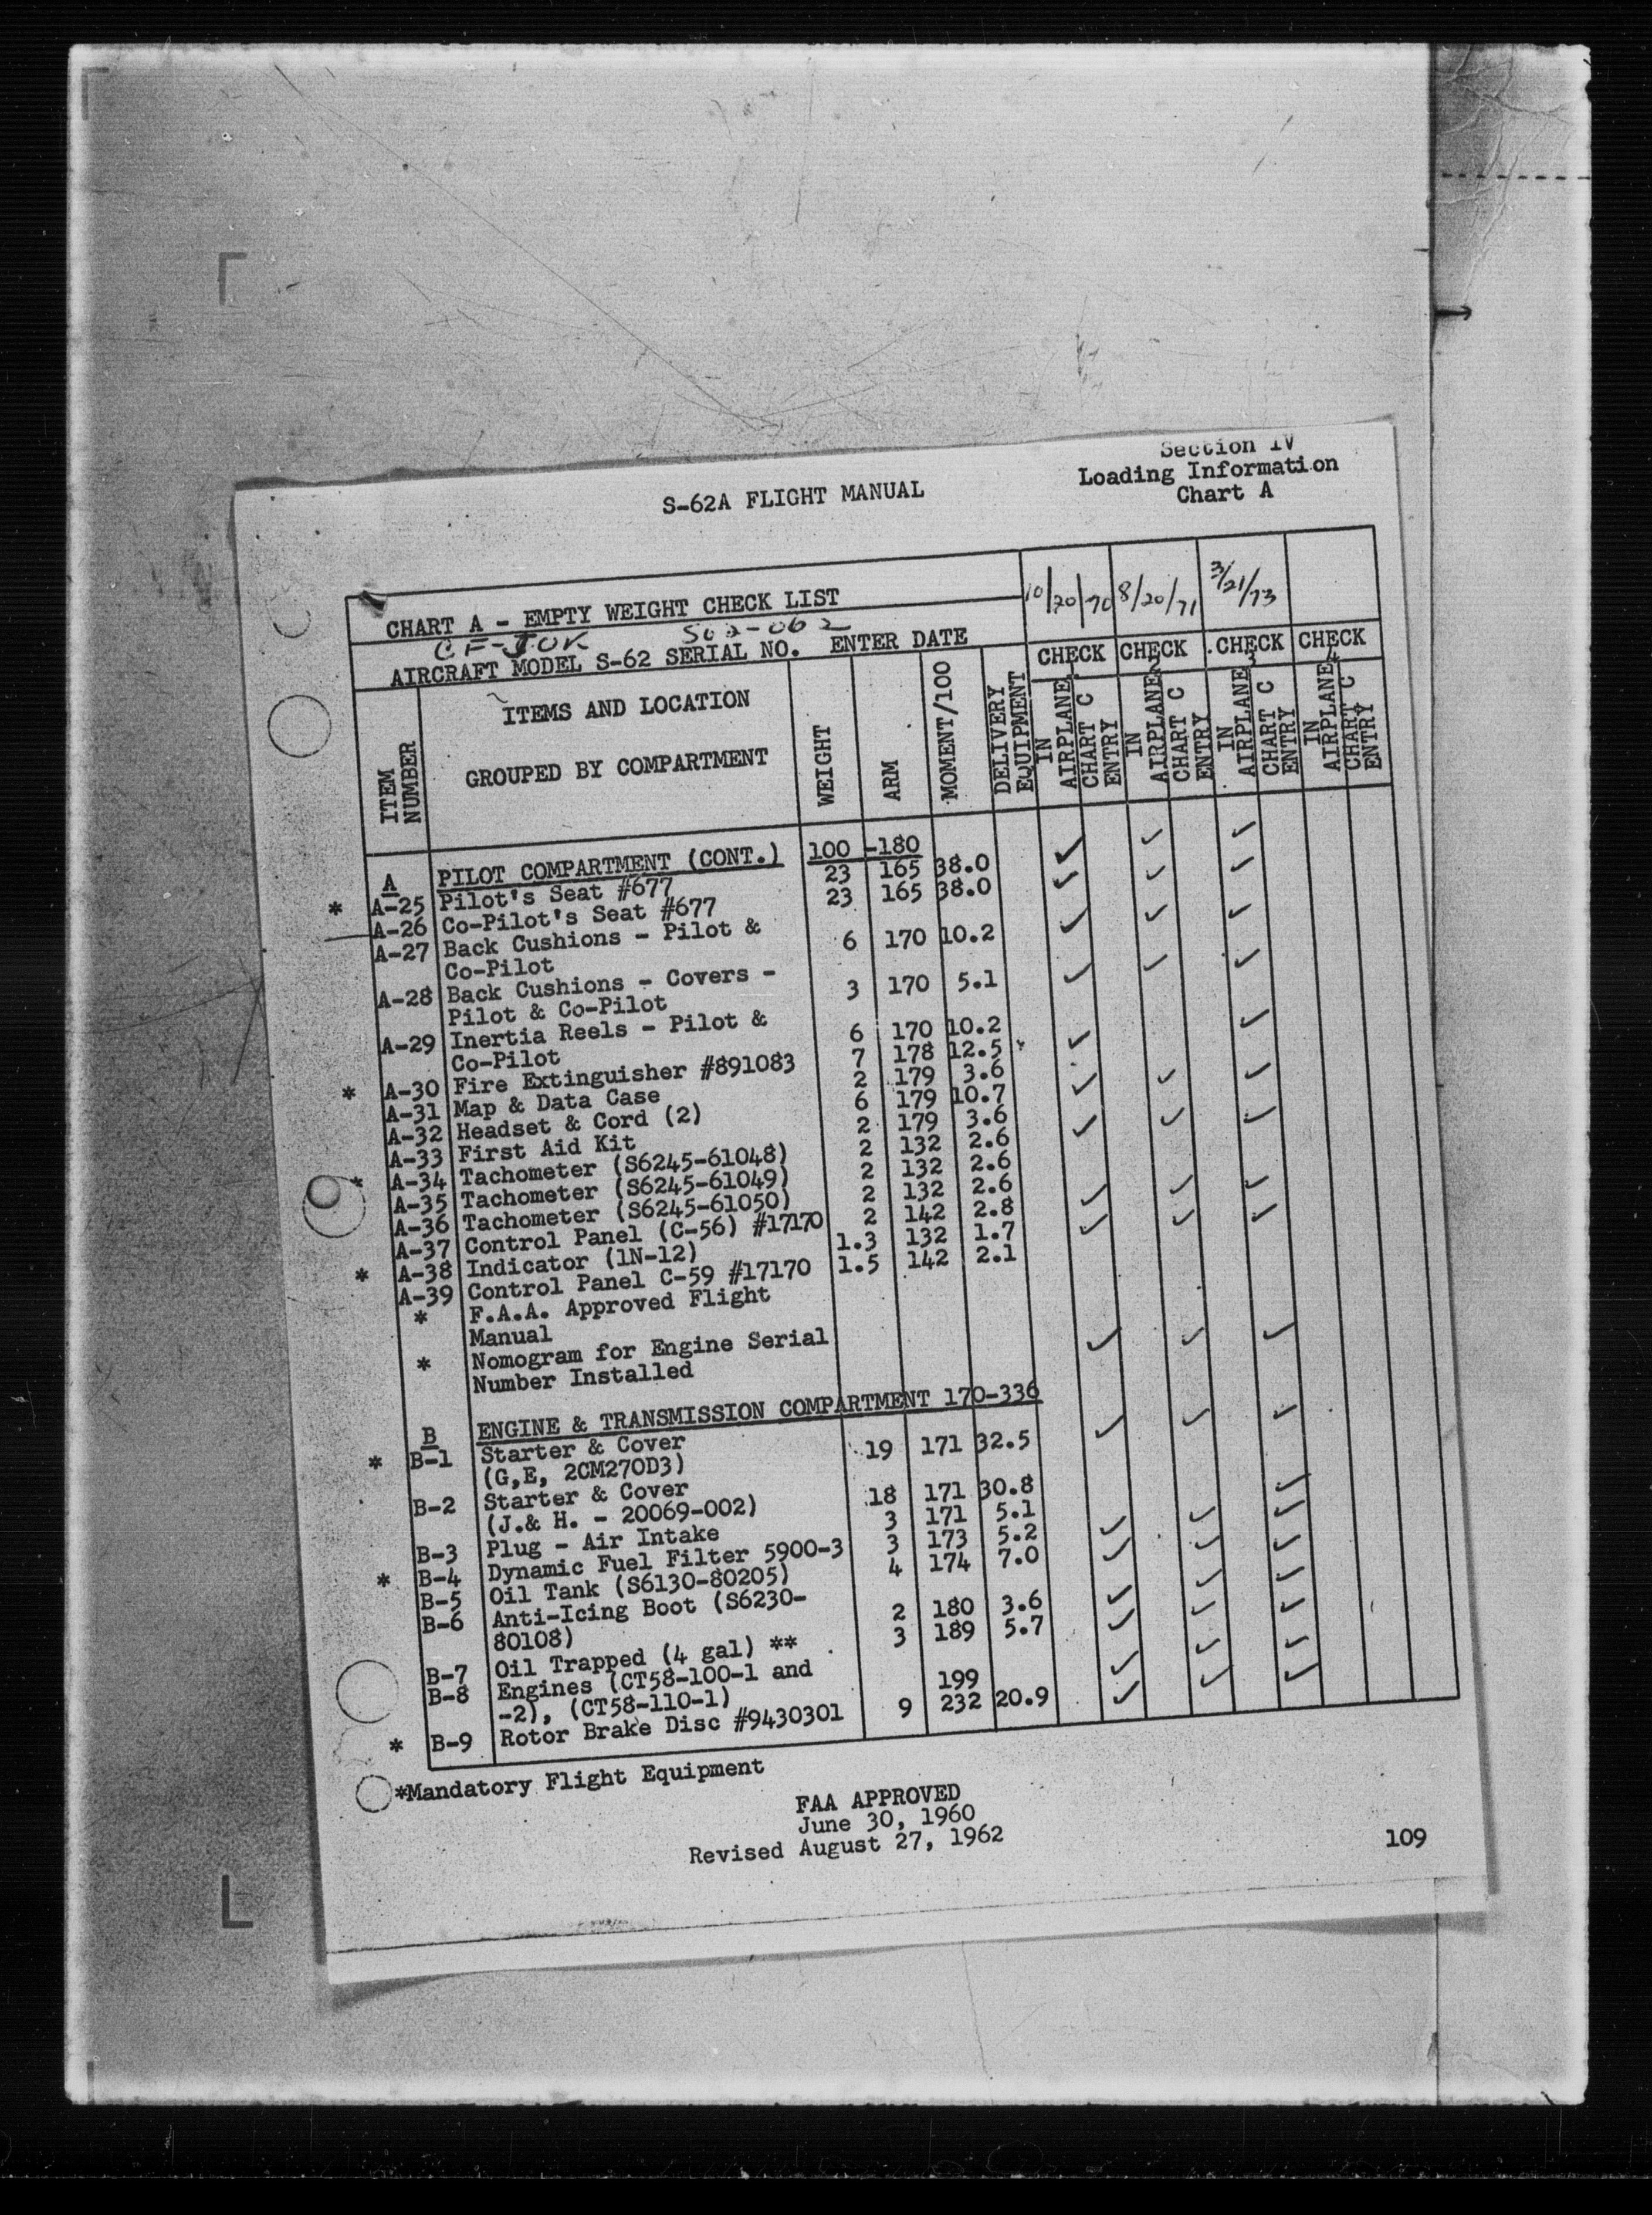 Section IV
Loading Information
Chart A
S-62A FLIGHT MANUAL
CHART A - EMPTY WEIGHT CHECK LIST
10/20/70 8/20/71 3/21/73
AIRCRAFT MODEL S-62 SERIAL NO. ENTER DATE
CHECK 1 CHECK 2 CHECK 3 CHECK 4
ITEM NUMBER
ITEMS AND LOCATION
GROUPED BY COMPARTMENT
WEIGHT
ARM
MOMENT/100
DELIVERY EQUIPMENT
IN AIRPLANE
CHART C ENTRY
IN AIRPLANE
CHART C ENTRY
IN AIRPLANE
CHART C ENTRY
IN AIRPLANE
CHART C ENTRY
A PILOT COMPARTMENT (CONT.) 100 -180
* A-25 Pilot's Seat #677 23 165 38.0
A-26 Co-Pilot's Seat #677 23 165 38.0
A-27 Back Cushions - Pilot &
Co-Pilot 6 170 10.2
A-28 Back Cushions - Covers -
Pilot & Co-Pilot 3 170 5.1
A-29 Inertia Reels - Pilot &
Co-Pilot 6 170 10.2
* A-30 Fire Extinguisher #891083 7 178 12.5
A-31 Map & Data Case 2 179 3.6
A-32 Headset & Cord (2) 6 179 10.7
A-33 First Aid Kit 2 179 3.6
* A-34 Tachometer (S6245-61048) 2 132 2.6
A-35 Tachometer (S6245-61049) 2 132 2.6
A-36 Tachometer (S6245-61050) 2 132 2.6
A-37 Control Panel (C-56) #17170 2 142 2.8
* A-38 Indicator (1N-12) 1.3 132 1.7
A-39 Control Panel C-59 #17170 1.5 142 2.1
* F.A.A. Approved Flight
Manual
* Nomogram for Engine Serial
Number Installed
B ENGINE & TRANSMISSION COMPARTMENT 170-336
* B-1 Starter & Cover
(G,E, 2CM270D3) 19 171 32.5
B-2 Starter & Cover
(J.& H. - 20069-002) 18 171 30.8
B-3 Plug - Air Intake 3 171 5.1
* B-4 Dynamic Fuel Filter 5900-3 3 173 5.2
B-5 Oil Tank (S6130-80205) 4 174 7.0
B-6 Anti-Icing Boot (S6230-
80108) 2 180 3.6
B-7 Oil Trapped (4 gal) ** 3 189 5.7
B-8 Engines (CT58-100-1 and
-2), (CT58-110-1) 199
* B-9 Rotor Brake Disc #9430301 9 232 20.9
*Mandatory Flight Equipment
FAA APPROVED
June 30, 1960
Revised August 27, 1962
109